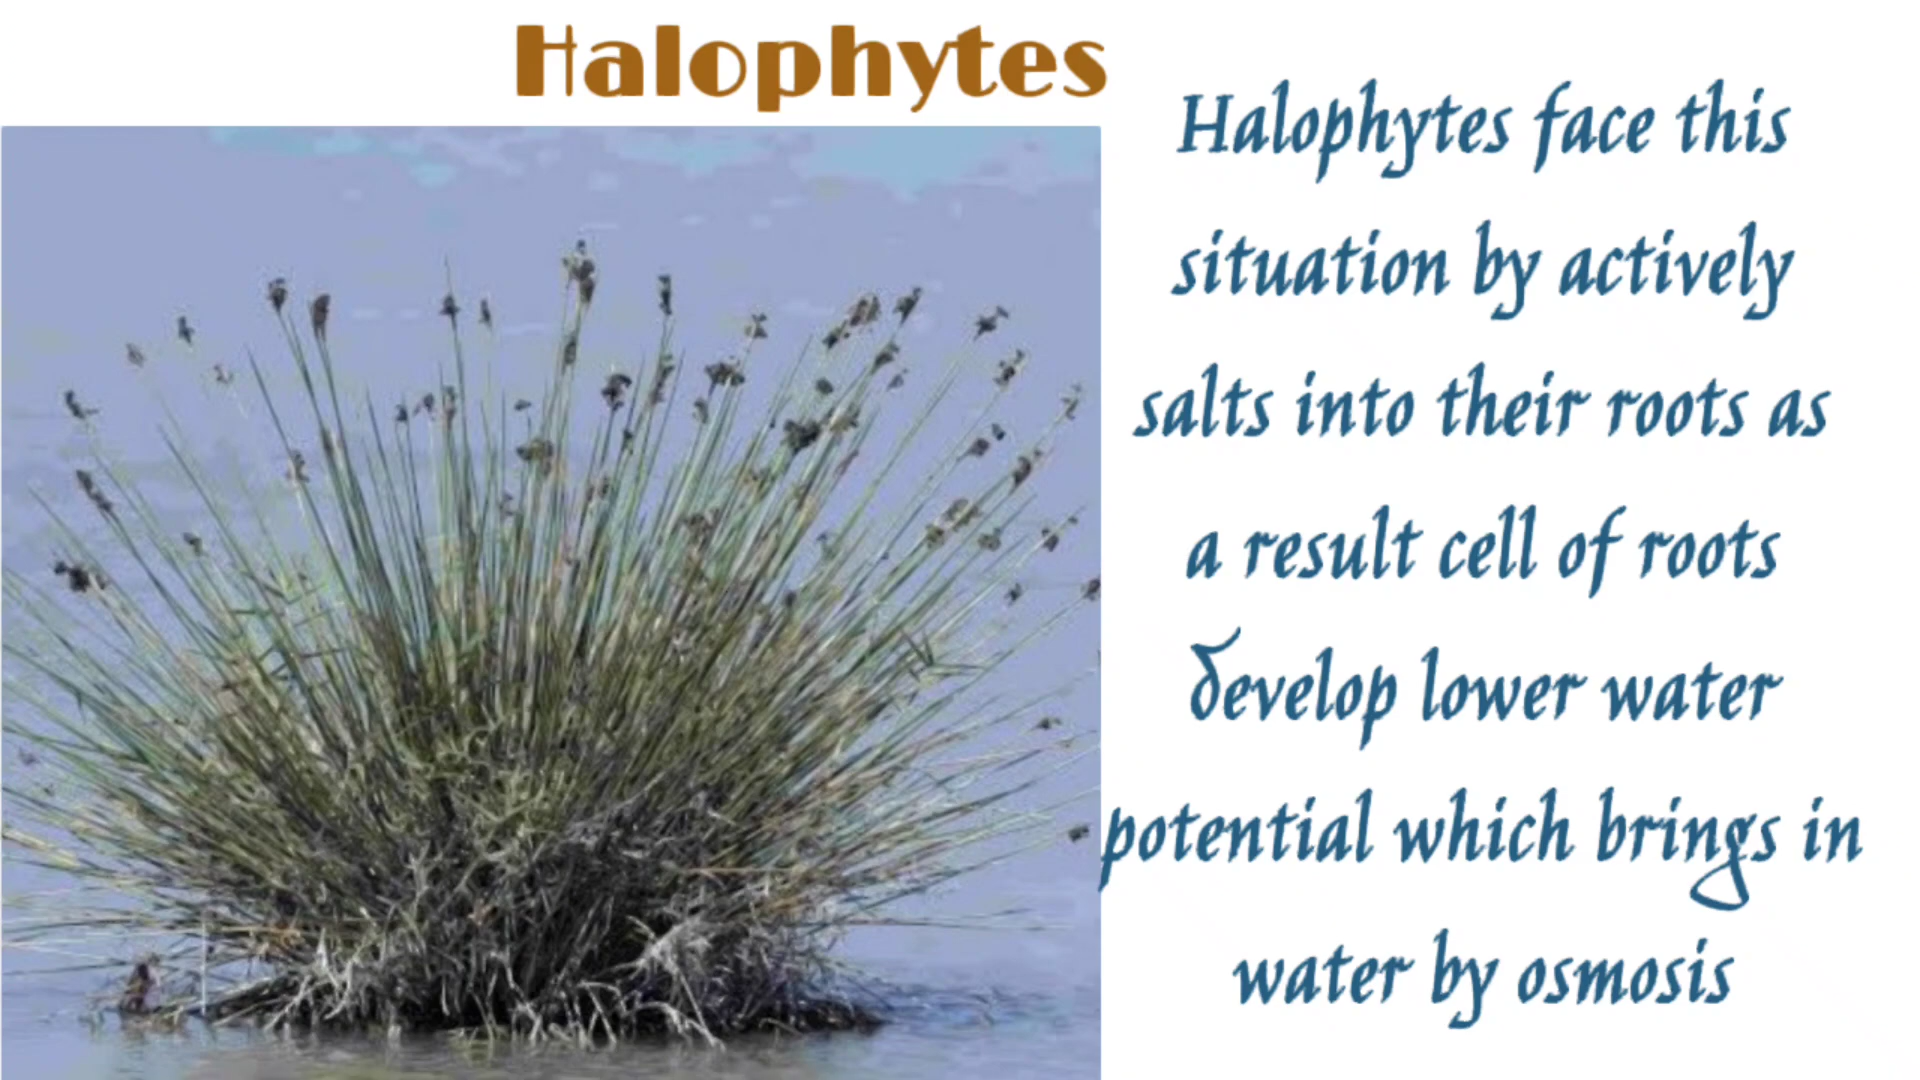 Halophytes
Halophytes face this
situation by actively
salts into their roots as
a result cell of roots
develop lower water
potential which brings in
water by osmosis